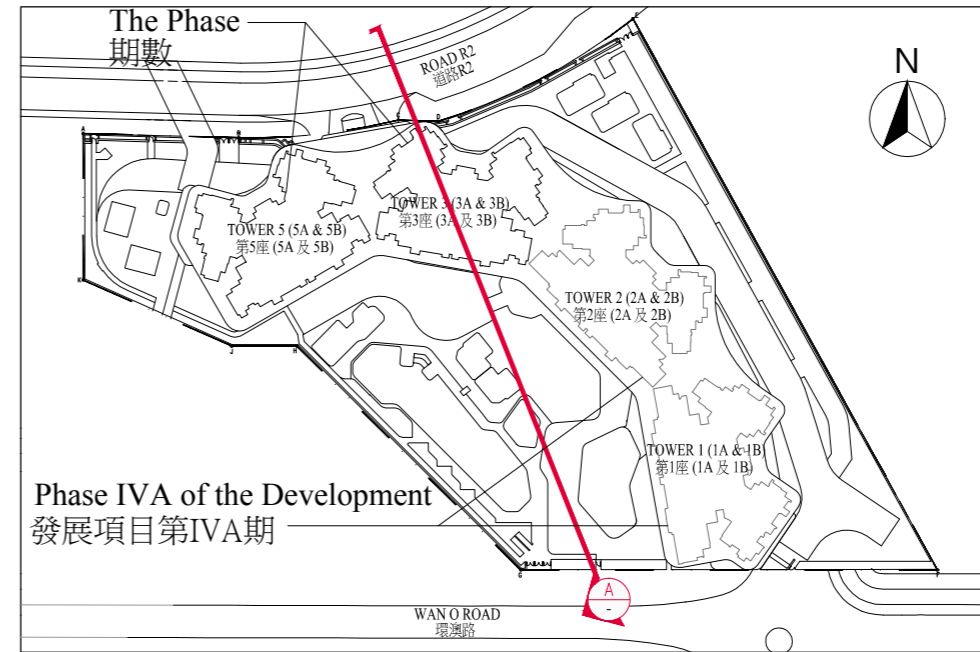 The Phase
期數
ROAD R2
道路R2
N
TOWER 3 (3A & 3B)
第3座 (3A 及 3B)
TOWER 5 (5A & 5B)
第5座 (5A 及 5B)
TOWER 2 (2A & 2B)
第2座 (2A 及 2B)
TOWER 1 (1A & 1B)
第1座 (1A 及 1B)
Phase IVA of the Development
發展項目第IVA期
A
-
WAN O ROAD
環澳路
A
B
C
D
E
F
G
H
J
K